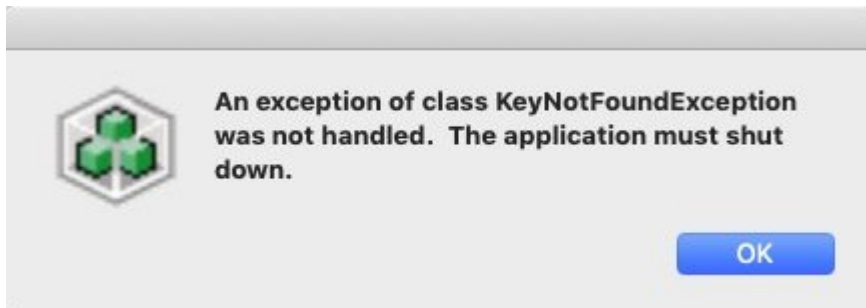 An exception of class KeyNotFoundException
was not handled.  The application must shut
down.
OK